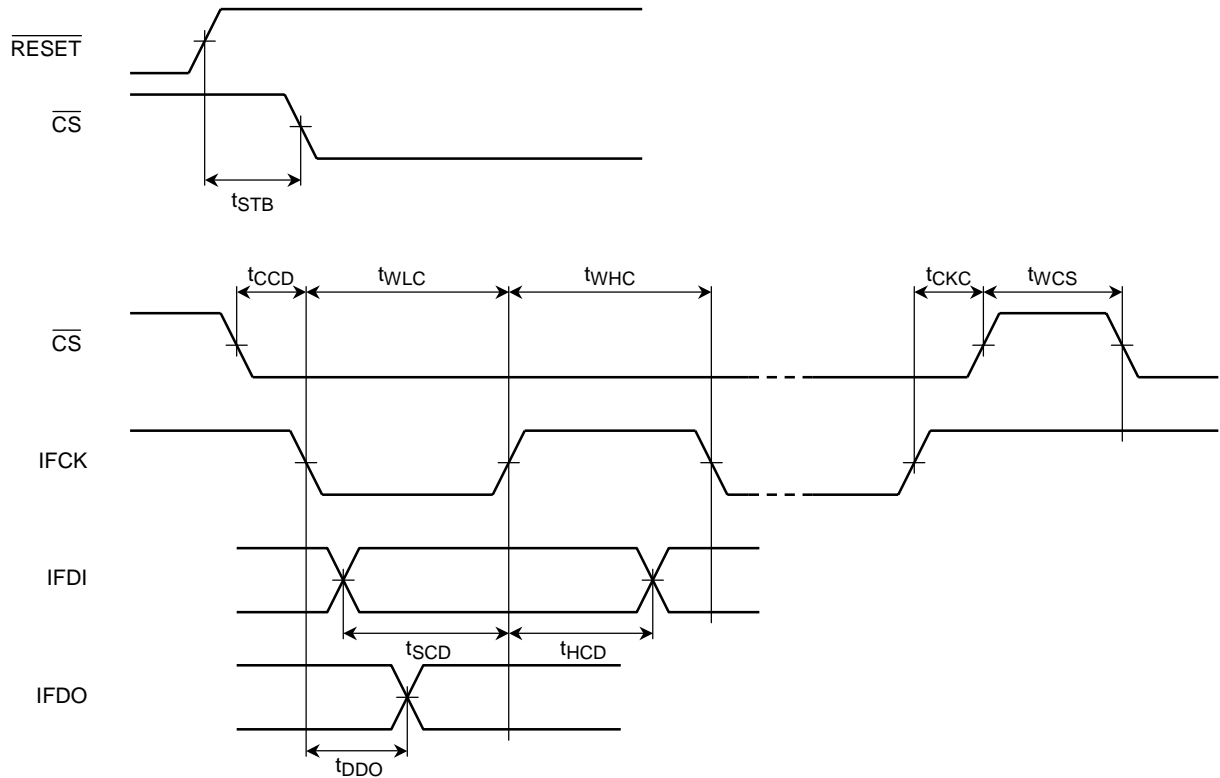 RESET
CS
tSTB
tCCD tWLC tWHC tCKC tWCS
CS
IFCK
IFDI
tSCD tHCD
IFDO
tDDO